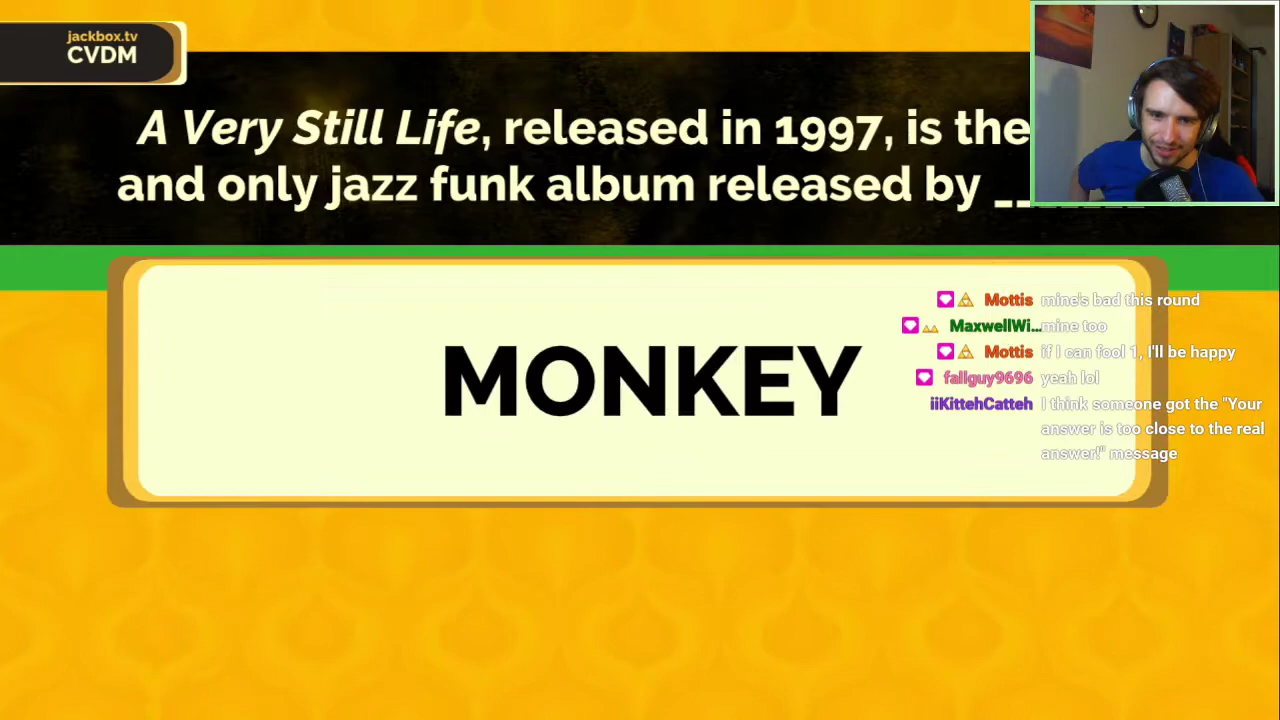 jackbox.tv
CVDM
A Very Still Life, released in 1997, is the
and only jazz funk album released by _______
MONKEY
Mottis mine's bad this round
MaxwellWi... mine too
Mottis if I can fool 1, I'll be happy
fallguy9696 yeah lol
iiKittehCatteh I think someone got the "Your
answer is too close to the real
answer!" message